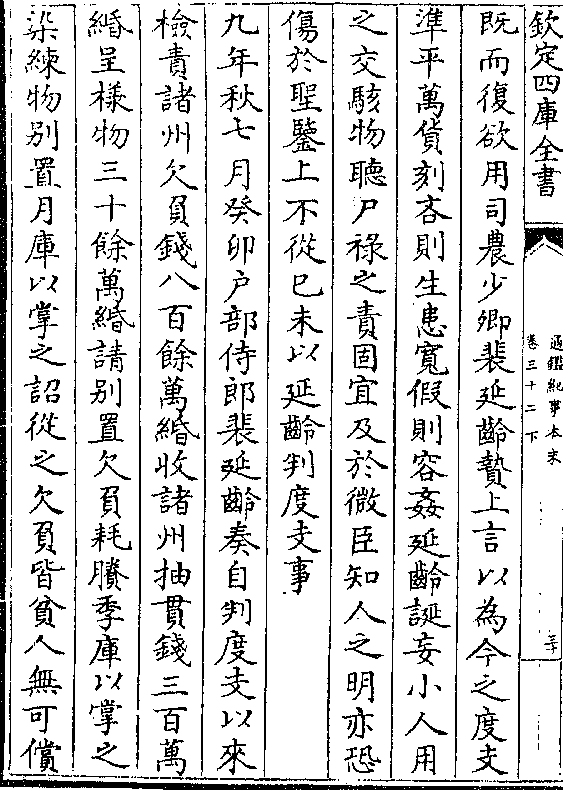 欽定四庫全書
通鑑紀事本末
卷三十二下
三十
既而復欲用司農少卿裴延齡贄上言以為今之度支
準平萬貨刻吝則生患寛假則容姦延齡誕妄小人用
之交駭物聽尸祿之責固宜及於微臣知人之明亦恐
傷於聖鑒上不從巳未以延齡判度支事
九年秋七月癸卯户部侍郎裴延齡奏自判度支以來
檢責諸州欠負錢八百餘萬緡收諸州抽貫錢三百萬
緡呈樣物三十餘萬緡請别置欠負耗賸季庫以掌之
染練物别置月庫以掌之詔從之欠負皆貧人無可償